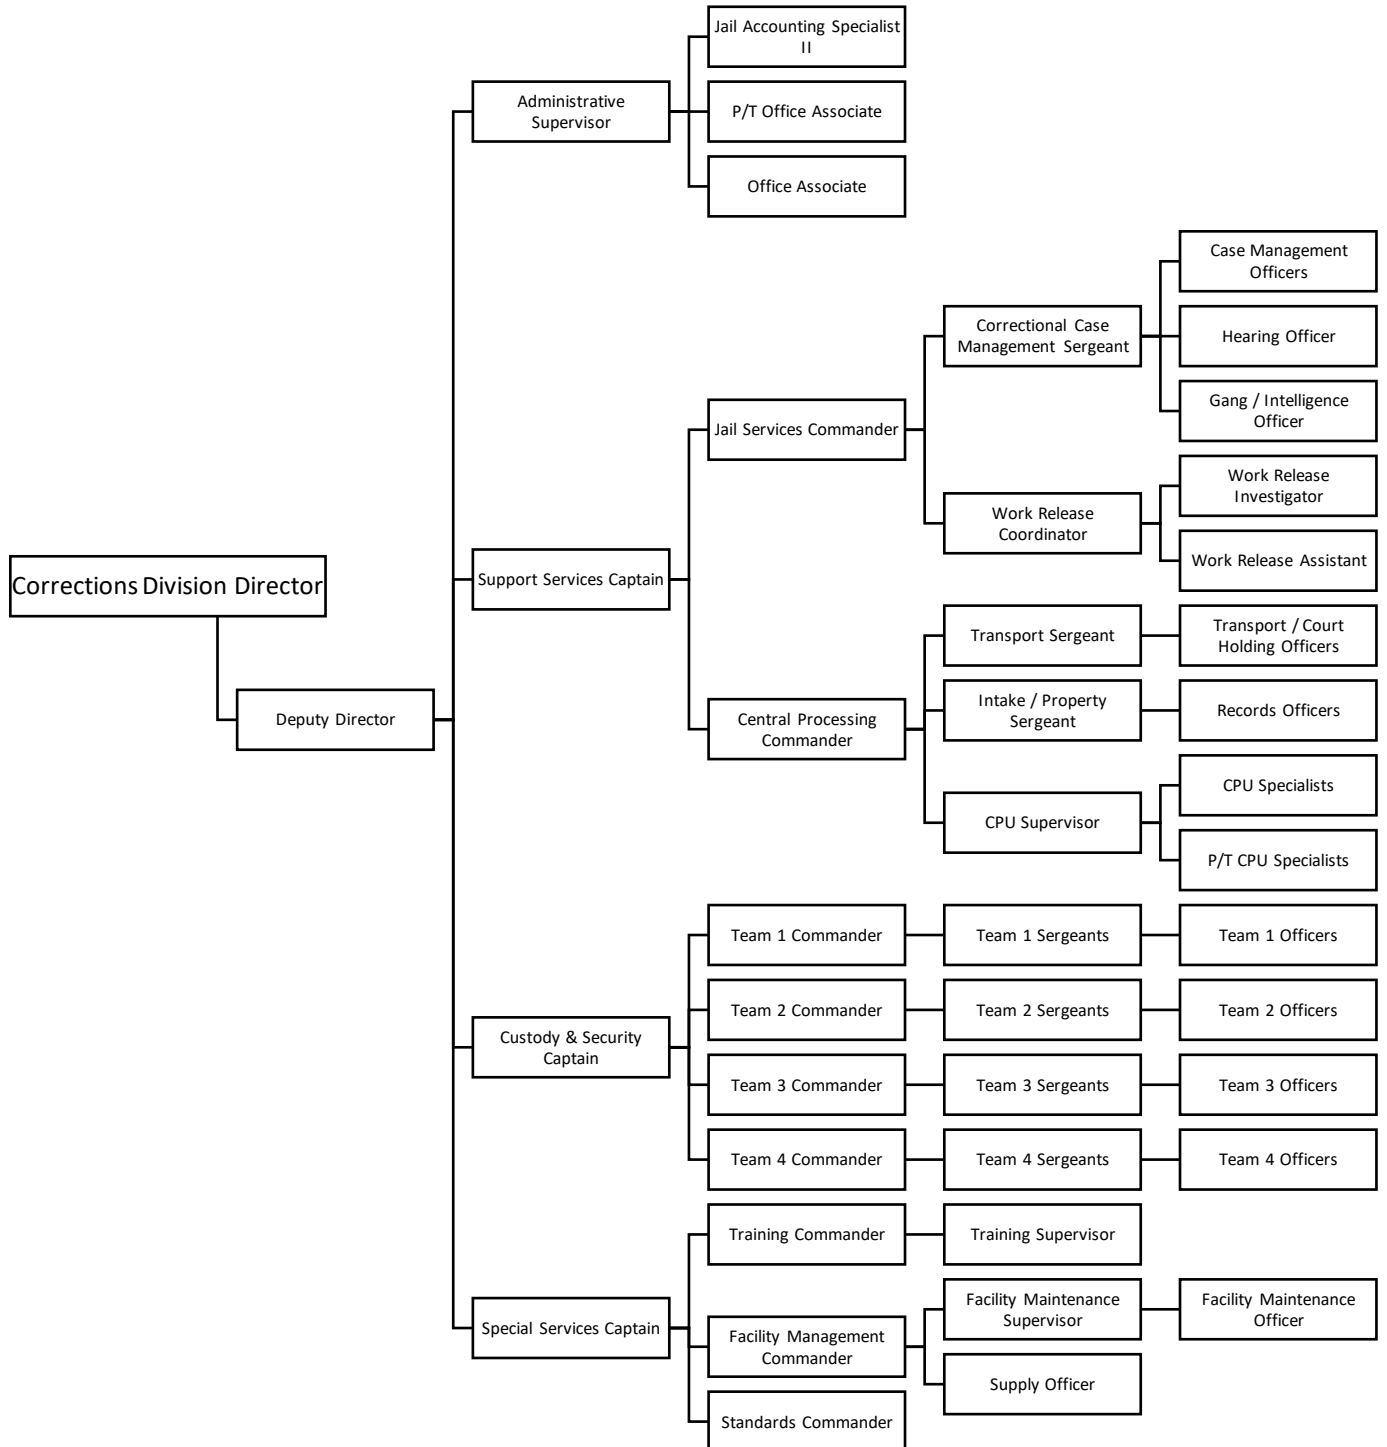 Jail Accounting Specialist
II
Administrative
Supervisor
P/T Office Associate
Office Associate
Case Management
Officers
Correctional Case
Management Sergeant
Hearing Officer
Gang / Intelligence
Officer
Jail Services Commander
Work Release
Investigator
Work Release
Coordinator
Work Release Assistant
Corrections Division Director
Support Services Captain
Transport Sergeant
Transport / Court
Holding Officers
Deputy Director
Central Processing
Commander
Intake / Property
Sergeant
Records Officers
CPU Specialists
CPU Supervisor
P/T CPU Specialists
Team 1 Commander
Team 1 Sergeants
Team 1 Officers
Team 2 Commander
Team 2 Sergeants
Team 2 Officers
Custody & Security
Captain
Team 3 Commander
Team 3 Sergeants
Team 3 Officers
Team 4 Commander
Team 4 Sergeants
Team 4 Officers
Training Commander
Training Supervisor
Special Services Captain
Facility Maintenance
Supervisor
Facility Maintenance
Officer
Facility Management
Commander
Supply Officer
Standards Commander